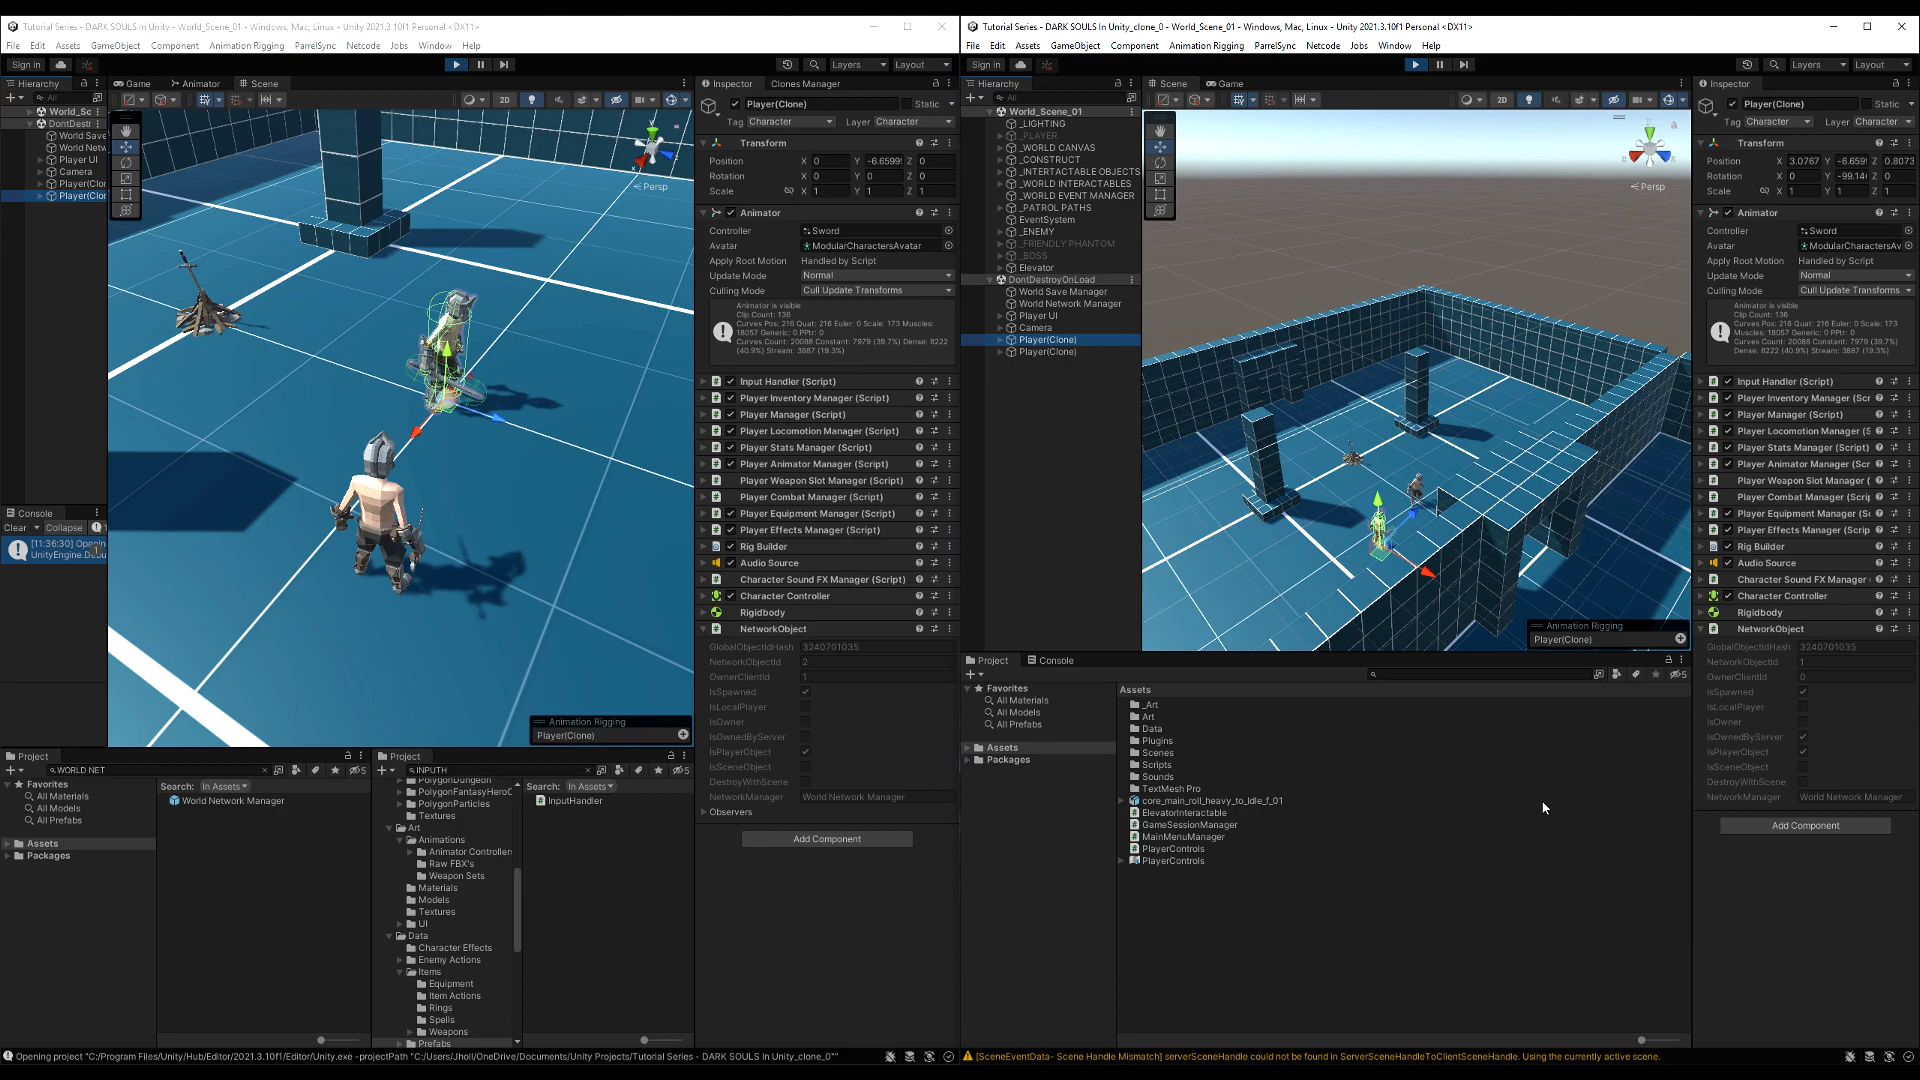 Tutorial Series - DARK SOULS In Unity - World_Scene_01 - Windows, Mac, Linux - Unity 2021.3.10f1 Personal <DX11>
File Edit Assets GameObject Component Animation Rigging ParrelSync Netcode Jobs Window Help
Sign in
Layers
Layout
Hierarchy
All
World_Sc
DontDestr
World Save
World Netw
Player UI
Camera
Player(Clor
Player(Clor
Console
Clear Collapse
[11:36:30] Openin
UnityEngine.Debu
Game Animator Scene
2D
Persp
Animation Rigging
Player(Clone)
Inspector Clones Manager
Player(Clone) Static
Tag Character Layer Character
Transform
Position X 0 Y -6.6599 Z 0
Rotation X 0 Y 0 Z 0
Scale X 1 Y 1 Z 1
Animator
Controller Sword
Avatar ModularCharactersAvatar
Apply Root Motion Handled by Script
Update Mode Normal
Culling Mode Cull Update Transforms
Animator is visible
Clip Count: 136
Curves Pos: 216 Quat: 216 Euler: 0 Scale: 173 Muscles:
18057 Generic: 0 PPtr: 0
Curves Count: 20088 Constant: 7979 (39.7%) Dense: 8222
(40.9%) Stream: 3887 (19.3%)
Input Handler (Script)
Player Inventory Manager (Script)
Player Manager (Script)
Player Locomotion Manager (Script)
Player Stats Manager (Script)
Player Animator Manager (Script)
Player Weapon Slot Manager (Script)
Player Combat Manager (Script)
Player Equipment Manager (Script)
Player Effects Manager (Script)
Rig Builder
Audio Source
Character Sound FX Manager (Script)
Character Controller
Rigidbody
NetworkObject
GlobalObjectIdHash 3240701035
NetworkObjectId 2
OwnerClientId 1
IsSpawned
IsLocalPlayer
IsOwner
IsOwnedByServer
IsPlayerObject
IsSceneObject
DestroyWithScene
NetworkManager World Network Manager
Observers
Add Component
Project
WORLD NET
5
Favorites
All Materials
All Models
All Prefabs
Assets
Packages
Search: In Assets
World Network Manager
Project
INPUTH
5
PolygonDungeon
PolygonFantasyHeroC
PolygonParticles
Textures
Art
Animations
Animator Controllers
Raw FBX's
Weapon Sets
Materials
Models
Textures
UI
Data
Character Effects
Enemy Actions
Items
Equipment
Item Actions
Rings
Spells
Weapons
Prefabs
Search: In Assets
InputHandler
Opening project "C:/Program Files/Unity/Hub/Editor/2021.3.10f1/Editor/Unity.exe -projectPath "C:/Users/Jholl/OneDrive/Documents/Unity Projects/Tutorial Series - DARK SOULS In Unity_clone_0""
Tutorial Series - DARK SOULS In Unity_clone_0 - World_Scene_01 - Windows, Mac, Linux - Unity 2021.3.10f1 Personal <DX11>
File Edit Assets GameObject Component Animation Rigging ParrelSync Netcode Jobs Window Help
Sign in
Layers
Layout
Hierarchy
All
World_Scene_01
_LIGHTING
_PLAYER
_WORLD CANVAS
_CONSTRUCT
_INTERTACTABLE OBJECTS
_WORLD INTERACTABLES
_WORLD EVENT MANAGER
_PATROL PATHS
EventSystem
_ENEMY
_FRIENDLY PHANTOM
_BOSS
Elevator
DontDestroyOnLoad
World Save Manager
World Network Manager
Player UI
Camera
Player(Clone)
Player(Clone)
Scene Game
2D
Persp
Animation Rigging
Player(Clone)
Inspector
Player(Clone) Static
Tag Character Layer Character
Transform
Position X 3.0767 Y -6.6599 Z 0.8073
Rotation X 0 Y -99.14 Z 0
Scale X 1 Y 1 Z 1
Animator
Controller Sword
Avatar ModularCharactersAv
Apply Root Motion Handled by Script
Update Mode Normal
Culling Mode Cull Update Transforms
Animator is visible
Clip Count: 136
Curves Pos: 216 Quat: 216 Euler: 0 Scale: 173
Muscles: 18057 Generic: 0 PPtr: 0
Curves Count: 20088 Constant: 7979 (39.7%)
Dense: 8222 (40.9%) Stream: 3887 (19.3%)
Input Handler (Script)
Player Inventory Manager (Scr
Player Manager (Script)
Player Locomotion Manager (S
Player Stats Manager (Script)
Player Animator Manager (Scr
Player Weapon Slot Manager (
Player Combat Manager (Scrip
Player Equipment Manager (Sc
Player Effects Manager (Script
Rig Builder
Audio Source
Character Sound FX Manager
Character Controller
Rigidbody
NetworkObject
GlobalObjectIdHash 3240701035
NetworkObjectId 1
OwnerClientId 0
IsSpawned
IsLocalPlayer
IsOwner
IsOwnedByServer
IsPlayerObject
IsSceneObject
DestroyWithScene
NetworkManager World Network Manager
Add Component
Project Console
5
Favorites
All Materials
All Models
All Prefabs
Assets
Packages
Assets
_Art
Art
Data
Plugins
Scenes
Scripts
Sounds
TextMesh Pro
core_main_roll_heavy_to_Idle_f_01
ElevatorInteractable
GameSessionManager
MainMenuManager
PlayerControls
PlayerControls
[SceneEventData- Scene Handle Mismatch] serverSceneHandle could not be found in ServerSceneHandleToClientSceneHandle. Using the currently active scene.